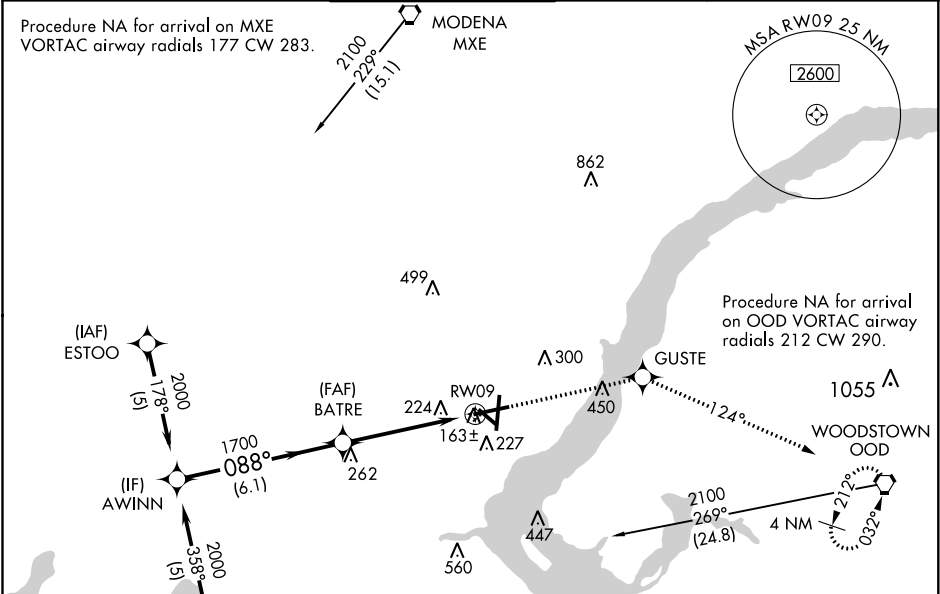 Procedure NA for arrival on MXE
VORTAC airway radials 177 CW 283.
MODENA
MXE
2100
229°
(15.1)
MSA RW09 25 NM
2600
862
499
Procedure NA for arrival
on OOD VORTAC airway
radials 212 CW 290.
(IAF)
ESTOO
2000
178°
(5)
300
GUSTE
1055
(FAF)
BATRE
RW09
224
450
163±
227
124°
WOODSTOWN
OOD
1700
088°
(6.1)
262
(IF)
AWINN
2100
269°
(24.8)
212°
032°
4 NM
447
560
2000
358°
(5)